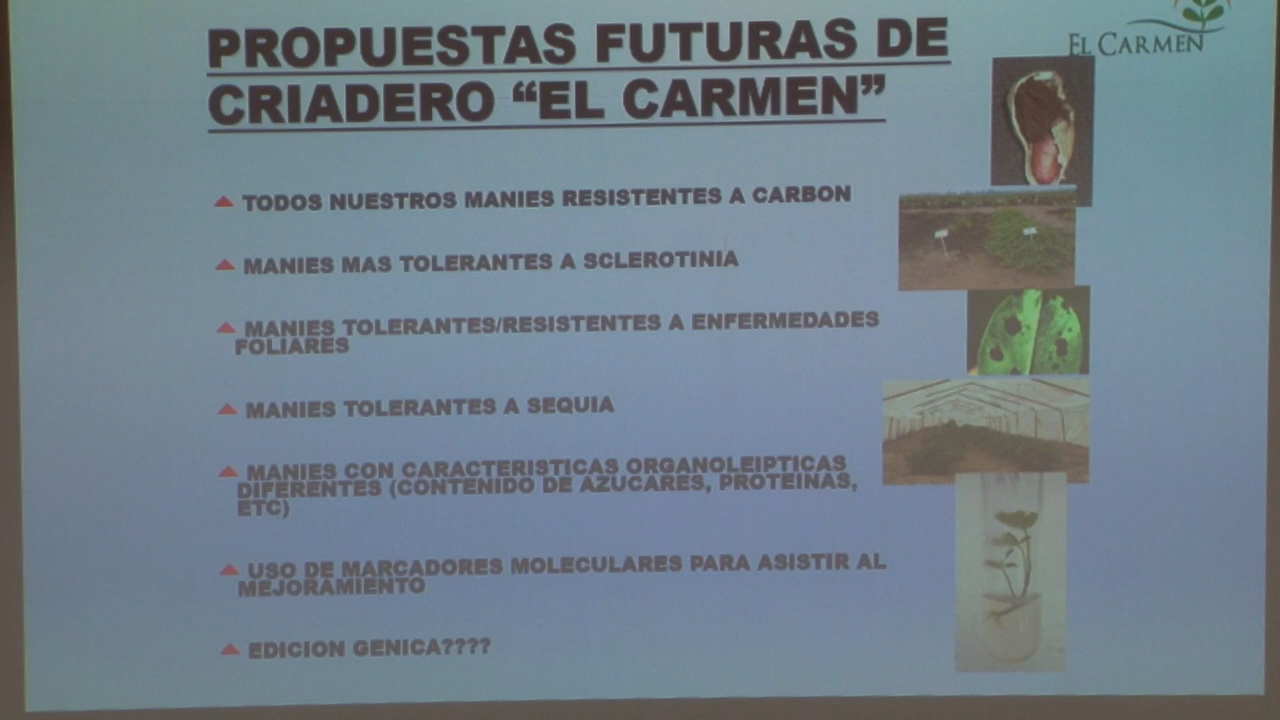 PROPUESTAS FUTURAS DE
CRIADERO “EL CARMEN”
EL CARMEN
TODOS NUESTROS MANIES RESISTENTES A CARBON
MANIES MAS TOLERANTES A SCLEROTINIA
MANIES TOLERANTES/RESISTENTES A ENFERMEDADES
FOLIARES
MANIES TOLERANTES A SEQUIA
MANIES CON CARACTERISTICAS ORGANOLEIPTICAS
DIFERENTES (CONTENIDO DE AZUCARES, PROTEINAS,
ETC)
USO DE MARCADORES MOLECULARES PARA ASISTIR AL
MEJORAMIENTO
EDICION GENICA????